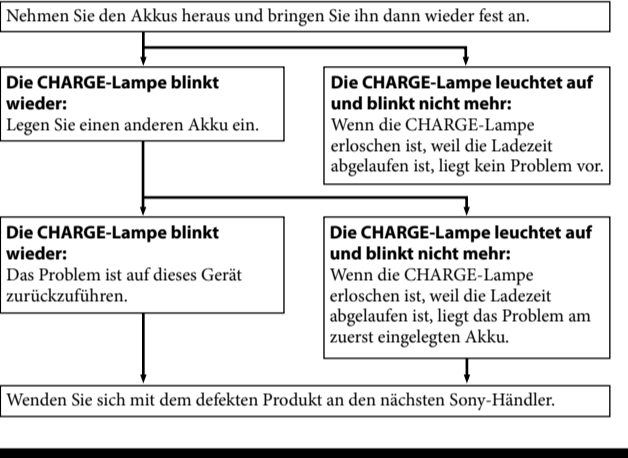 Nehmen Sie den Akkus heraus und bringen Sie ihn dann wieder fest an.
Die CHARGE-Lampe blinkt
wieder:
Legen Sie einen anderen Akku ein.
Die CHARGE-Lampe leuchtet auf
und blinkt nicht mehr:
Wenn die CHARGE-Lampe
erloschen ist, weil die Ladezeit
abgelaufen ist, liegt kein Problem vor.
Die CHARGE-Lampe blinkt
wieder:
Das Problem ist auf dieses Gerät
zurückzuführen.
Die CHARGE-Lampe leuchtet auf
und blinkt nicht mehr:
Wenn die CHARGE-Lampe
erloschen ist, weil die Ladezeit
abgelaufen ist, liegt das Problem am
zuerst eingelegten Akku.
Wenden Sie sich mit dem defekten Produkt an den nächsten Sony-Händler.